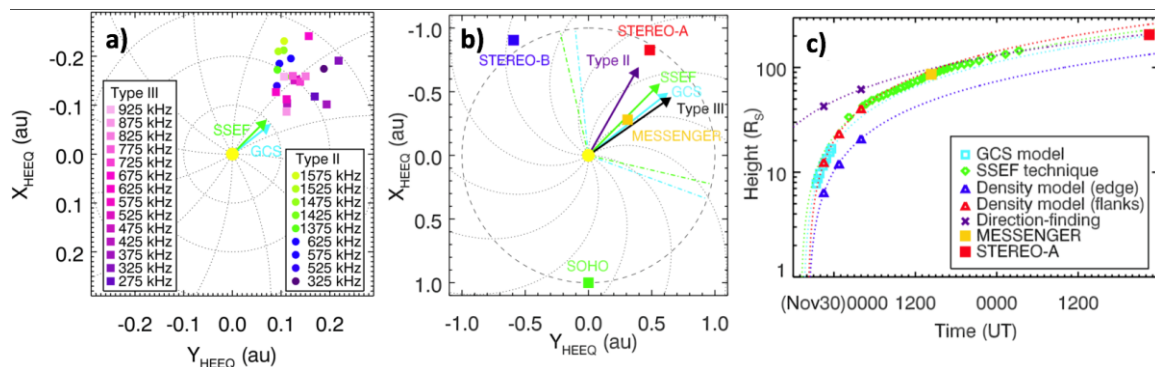 a)
-0.2
-0.1
0.0
0.1
0.2
X HEEQ (au)
Type III
925 kHz
875 kHz
825 kHz
775 kHz
725 kHz
675 kHz
625 kHz
575 kHz
525 kHz
475 kHz
425 kHz
375 kHz
325 kHz
275 kHz
SSEF
GCS
Type II
1575 kHz
1525 kHz
1475 kHz
1425 kHz
1375 kHz
625 kHz
575 kHz
525 kHz
325 kHz
-0.2 -0.1 0.0 0.1 0.2
Y HEEQ (au)
b)
-1.0
-0.5
0.0
0.5
1.0
X HEEQ (au)
STEREO-A
STEREO-B
Type II
SSEF
GCS
Type III
MESSENGER
SOHO
-1.0 -0.5 0.0 0.5 1.0
Y HEEQ (au)
c)
100
10
1
Height (RS)
GCS model
SSEF technique
Density model (edge)
Density model (flanks)
Direction-finding
MESSENGER
STEREO-A
(Nov30) 0000 1200 0000 1200
Time (UT)